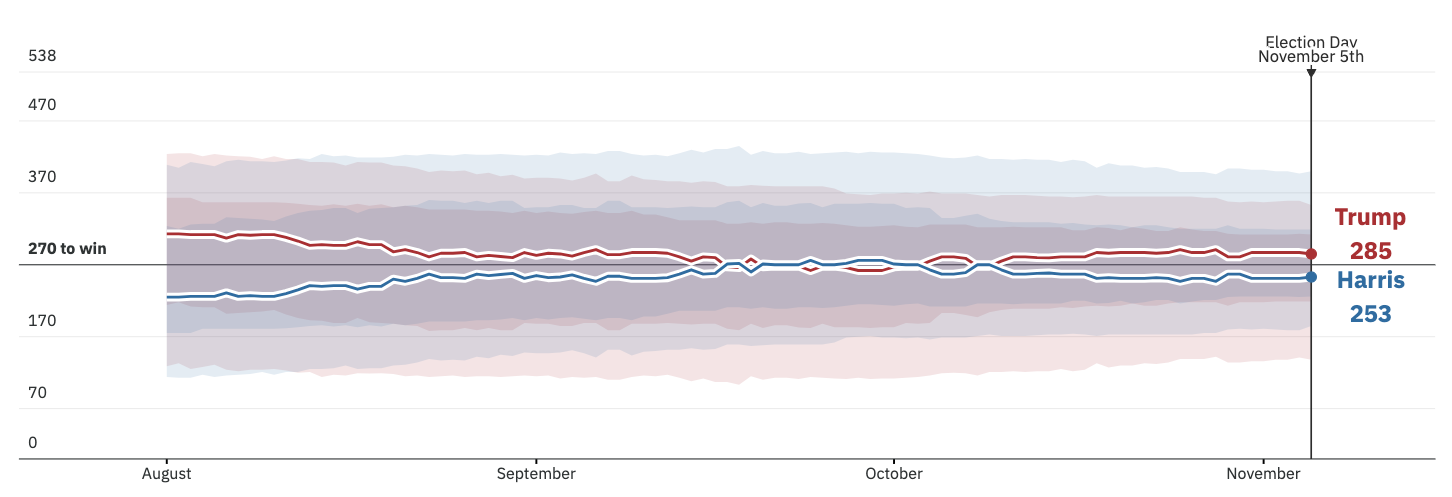 Election Day
November 5th
538
470
370
270 to win
170
70
0
Trump
285
Harris
253
August
September
October
November